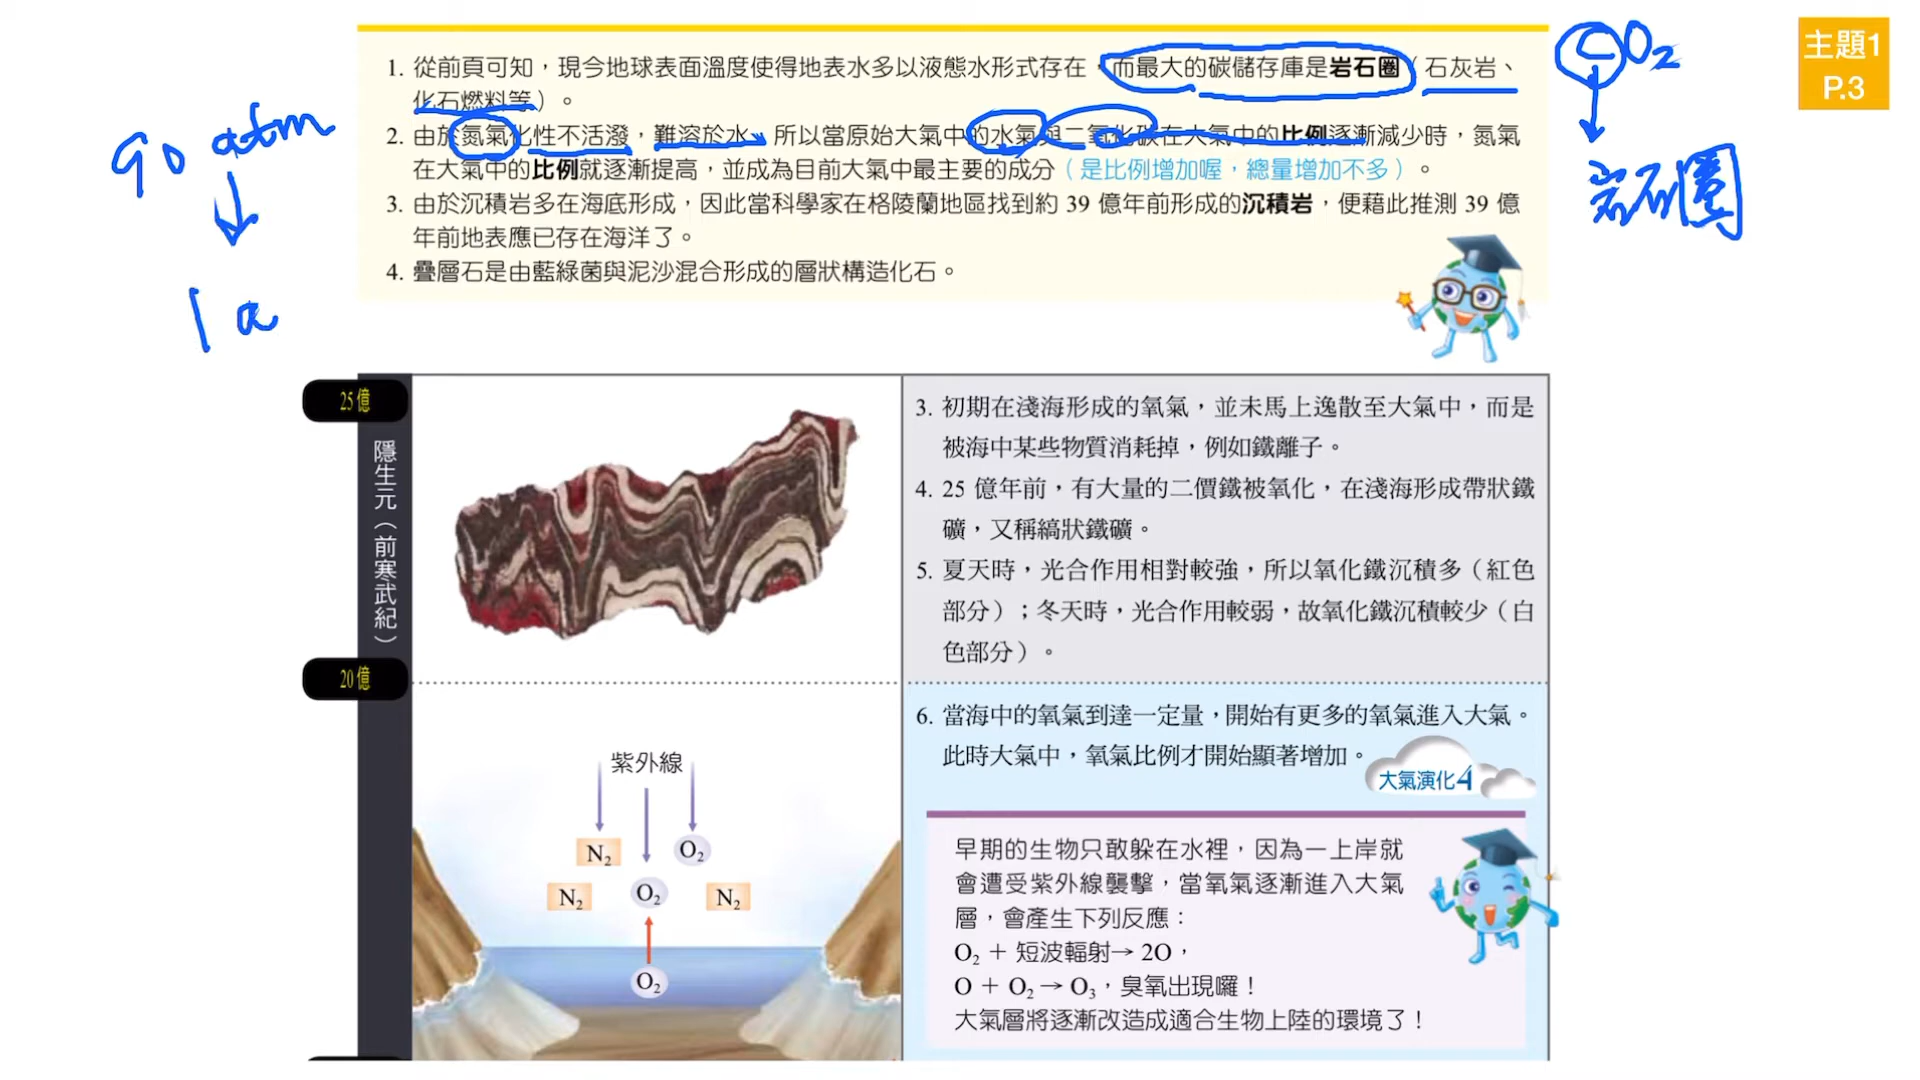 主題1
P.3
1. 從前頁可知，現今地球表面溫度使得地表水多以液態水形式存在，而最大的碳儲存庫是岩石圈（石灰岩、
化石燃料等）。
2. 由於氮氣化性不活潑，難溶於水，所以當原始大氣中的水氣與二氧化碳在大氣中的比例逐漸減少時，氮氣
在大氣中的比例就逐漸提高，並成為目前大氣中最主要的成分（是比例增加喔，總量增加不多）。
3. 由於沉積岩多在海底形成，因此當科學家在格陵蘭地區找到約 39 億年前形成的沉積岩，便藉此推測 39 億
年前地表應已存在海洋了。
4. 疊層石是由藍綠菌與泥沙混合形成的層狀構造化石。
90 atm
1 a
CO₂
岩石圈
25 億
隱生元（前寒武紀）
20 億
3. 初期在淺海形成的氧氣，並未馬上逸散至大氣中，而是
被海中某些物質消耗掉，例如鐵離子。
4. 25 億年前，有大量的二價鐵被氧化，在淺海形成帶狀鐵
礦，又稱縞狀鐵礦。
5. 夏天時，光合作用相對較強，所以氧化鐵沉積多（紅色
部分）；冬天時，光合作用較弱，故氧化鐵沉積較少（白
色部分）。
紫外線
N₂
O₂
N₂
O₂
N₂
O₂
6. 當海中的氧氣到達一定量，開始有更多的氧氣進入大氣。
此時大氣中，氧氣比例才開始顯著增加。
大氣演化4
早期的生物只敢躲在水裡，因為一上岸就
會遭受紫外線襲擊，當氧氣逐漸進入大氣
層，會產生下列反應：
O₂ ＋ 短波輻射→ 2O，
O ＋ O₂ → O₃，臭氧出現囉！
大氣層將逐漸改造成適合生物上陸的環境了！